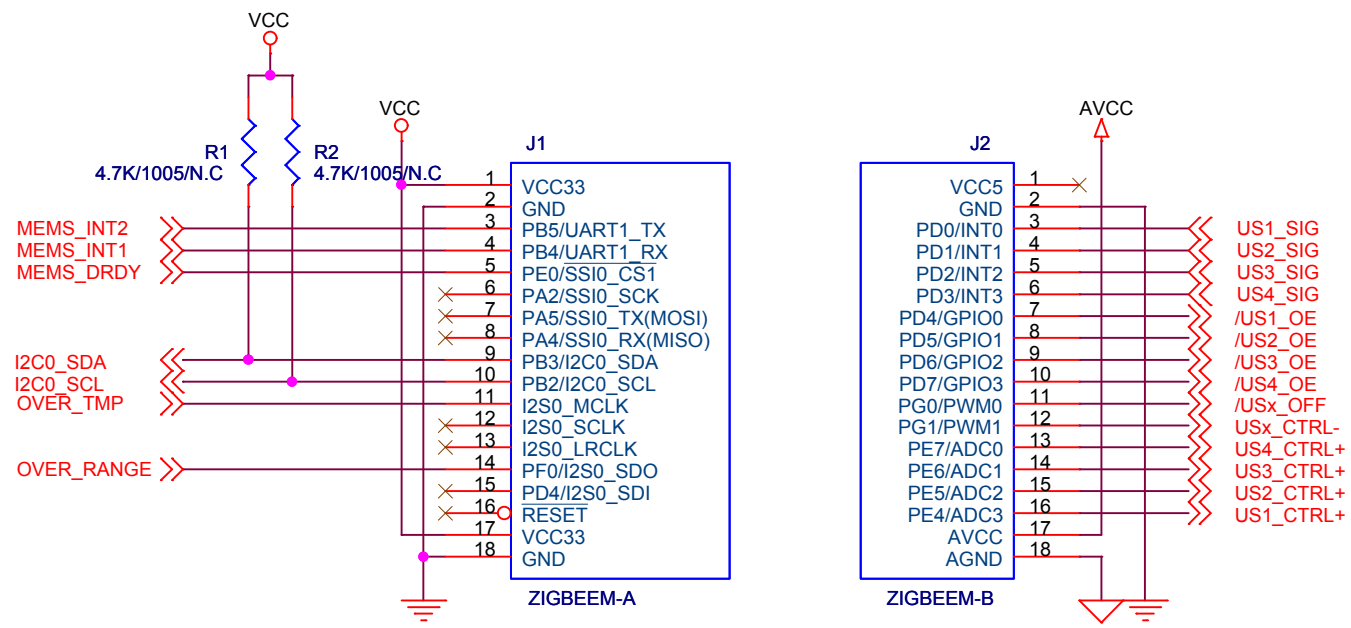 VCC
VCC
AVCC
R1
4.7K/1005/N.C
R2
4.7K/1005/N.C
J1
1 VCC33
2 GND
MEMS_INT2 3 PB5/UART1_TX
MEMS_INT1 4 PB4/UART1_RX
MEMS_DRDY 5 PE0/SSI0_CS1
6 PA2/SSI0_SCK
7 PA5/SSI0_TX(MOSI)
8 PA4/SSI0_RX(MISO)
I2C0_SDA 9 PB3/I2C0_SDA
I2C0_SCL 10 PB2/I2C0_SCL
OVER_TMP 11 I2S0_MCLK
12 I2S0_SCLK
13 I2S0_LRCLK
OVER_RANGE 14 PF0/I2S0_SDO
15 PD4/I2S0_SDI
16 RESET
17 VCC33
18 GND
ZIGBEEM-A
J2
VCC5 1
GND 2
PD0/INT0 3 US1_SIG
PD1/INT1 4 US2_SIG
PD2/INT2 5 US3_SIG
PD3/INT3 6 US4_SIG
PD4/GPIO0 7 /US1_OE
PD5/GPIO1 8 /US2_OE
PD6/GPIO2 9 /US3_OE
PD7/GPIO3 10 /US4_OE
PG0/PWM0 11 /USx_OFF
PG1/PWM1 12 USx_CTRL-
PE7/ADC0 13 US4_CTRL+
PE6/ADC1 14 US3_CTRL+
PE5/ADC2 15 US2_CTRL+
PE4/ADC3 16 US1_CTRL+
AVCC 17
AGND 18
ZIGBEEM-B